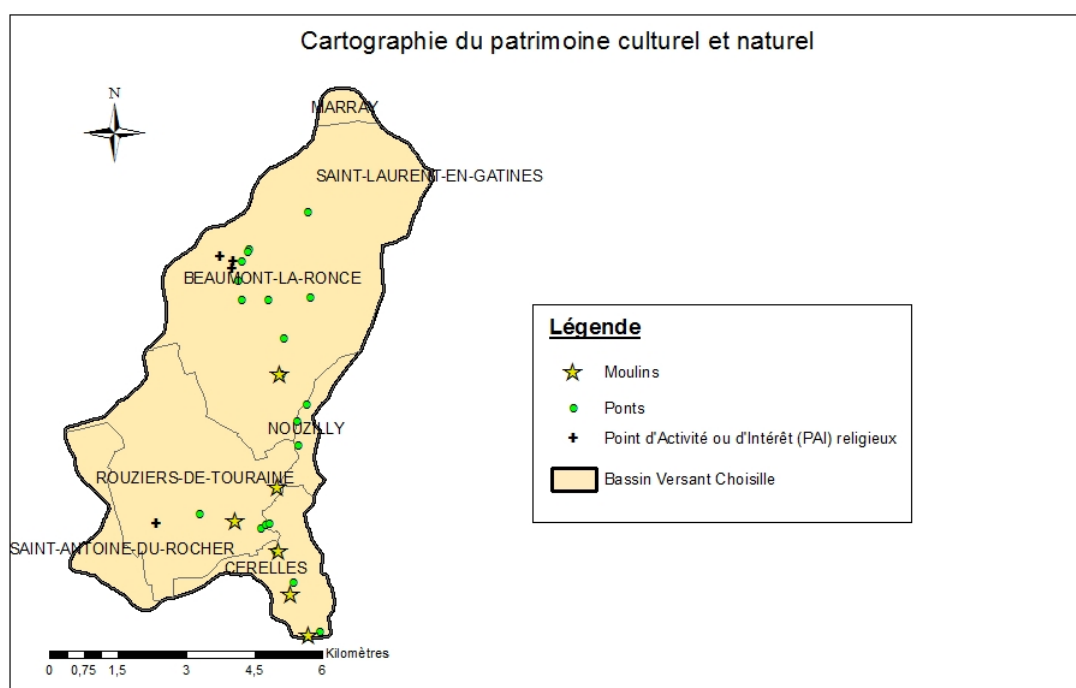 Cartographie du patrimoine culturel et naturel
N
MARRAY
SAINT-LAURENT-EN-GATINES
BEAUMONT-LA-RONCE
NOUZILLY
ROUZIERS-DE-TOURAINE
SAINT-ANTOINE-DU-ROCHER
CERELLES
Légende
Moulins
Ponts
Point d'Activité ou d'Intérêt (PAI) religieux
Bassin Versant Choisille
Kilomètres
0 0,75 1,5 3 4,5 6